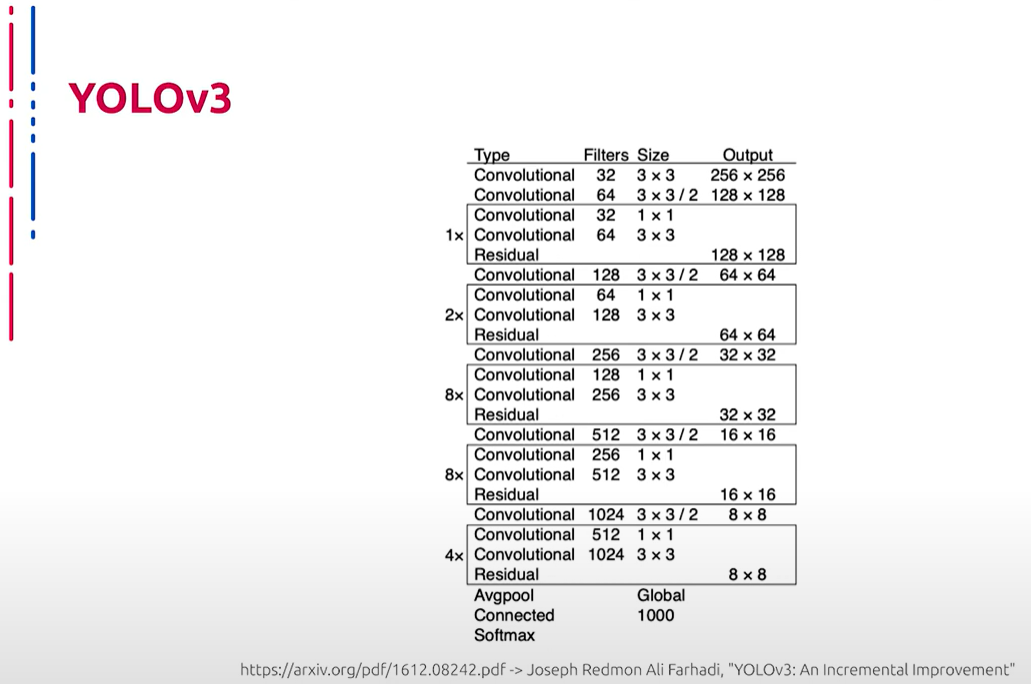 YOLOv3
Type Filters Size Output
Convolutional 32 3 × 3 256 × 256
Convolutional 64 3 × 3 / 2 128 × 128
Convolutional 32 1 × 1
1× Convolutional 64 3 × 3
Residual 128 × 128
Convolutional 128 3 × 3 / 2 64 × 64
Convolutional 64 1 × 1
2× Convolutional 128 3 × 3
Residual 64 × 64
Convolutional 256 3 × 3 / 2 32 × 32
Convolutional 128 1 × 1
8× Convolutional 256 3 × 3
Residual 32 × 32
Convolutional 512 3 × 3 / 2 16 × 16
Convolutional 256 1 × 1
8× Convolutional 512 3 × 3
Residual 16 × 16
Convolutional 1024 3 × 3 / 2 8 × 8
Convolutional 512 1 × 1
4× Convolutional 1024 3 × 3
Residual 8 × 8
Avgpool Global
Connected 1000
Softmax
https://arxiv.org/pdf/1612.08242.pdf -> Joseph Redmon Ali Farhadi, "YOLOv3: An Incremental Improvement"